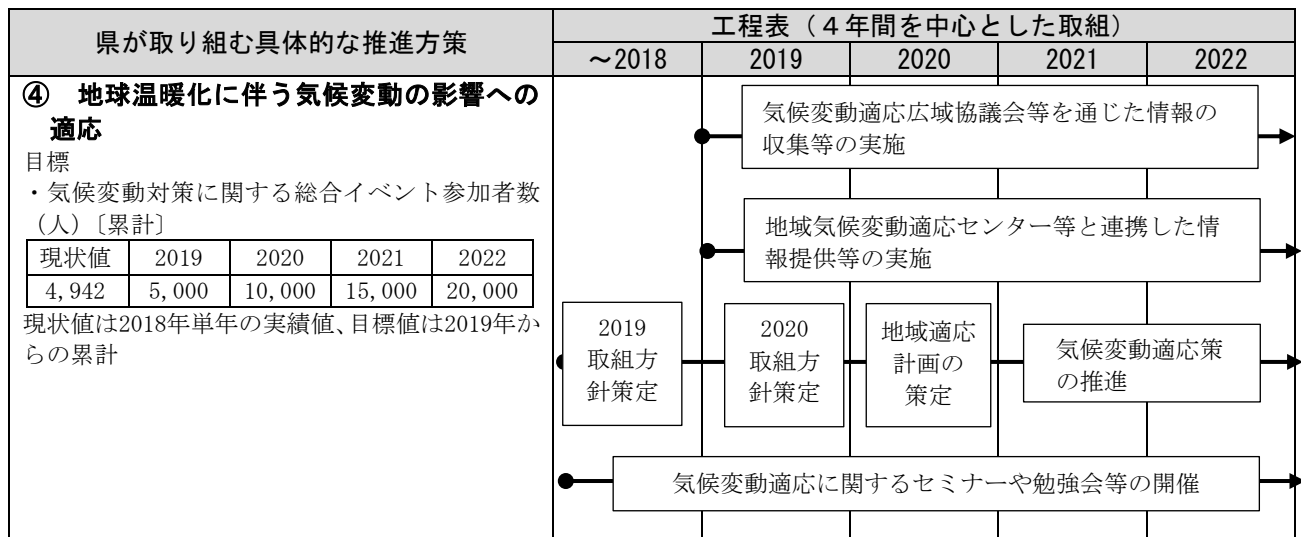 県が取り組む具体的な推進方策
工程表（４年間を中心とした取組）
～2018 2019 2020 2021 2022
④　地球温暖化に伴う気候変動の影響への
適応
目標
・気候変動対策に関する総合イベント参加者数
（人）〔累計〕
現状値 2019 2020 2021 2022
4,942 5,000 10,000 15,000 20,000
現状値は2018年単年の実績値、目標値は2019年か
らの累計
気候変動適応広域協議会等を通じた情報の
収集等の実施
地域気候変動適応センター等と連携した情
報提供等の実施
2019
取組方
針策定
2020
取組方
針策定
地域適応
計画の
策定
気候変動適応策
の推進
気候変動適応に関するセミナーや勉強会等の開催